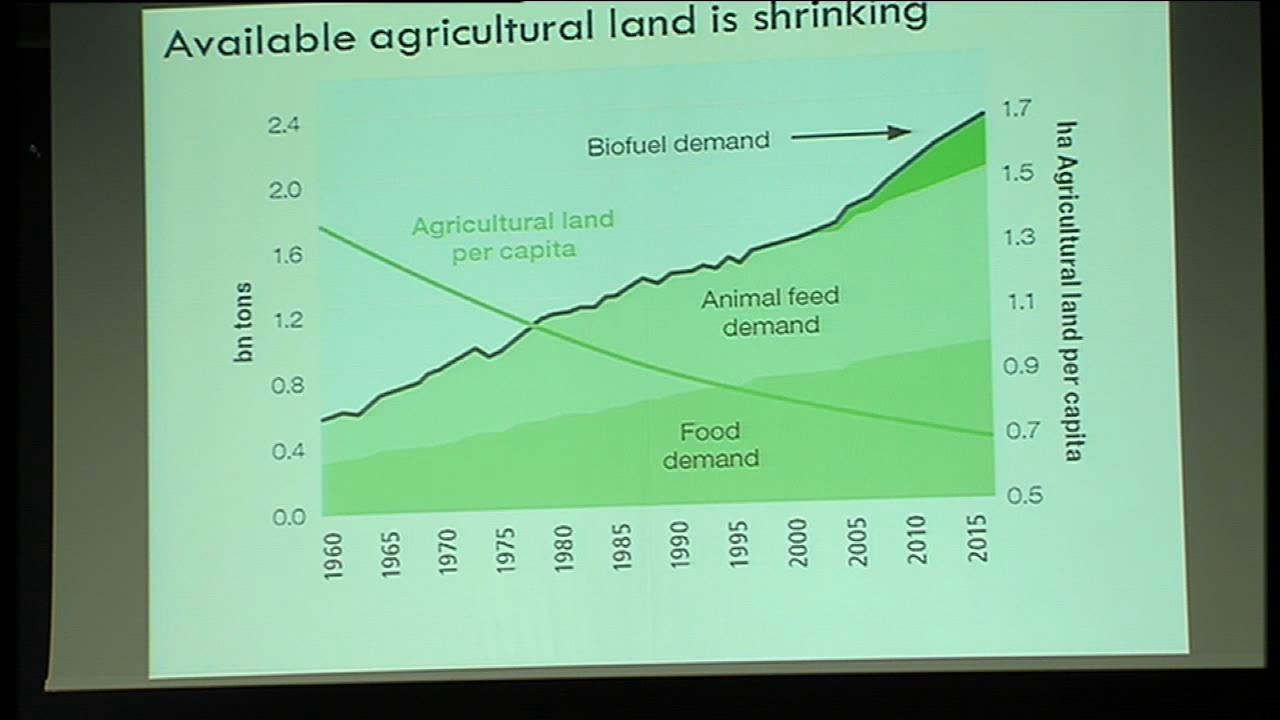 Available agricultural land is shrinking
2.4
2.0
1.6
1.2
0.8
0.4
0.0
bn tons
Biofuel demand
Agricultural land
per capita
Animal feed
demand
Food
demand
1.7
1.5
1.3
1.1
0.9
0.7
0.5
ha Agricultural land per capita
1960
1965
1970
1975
1980
1985
1990
1995
2000
2005
2010
2015